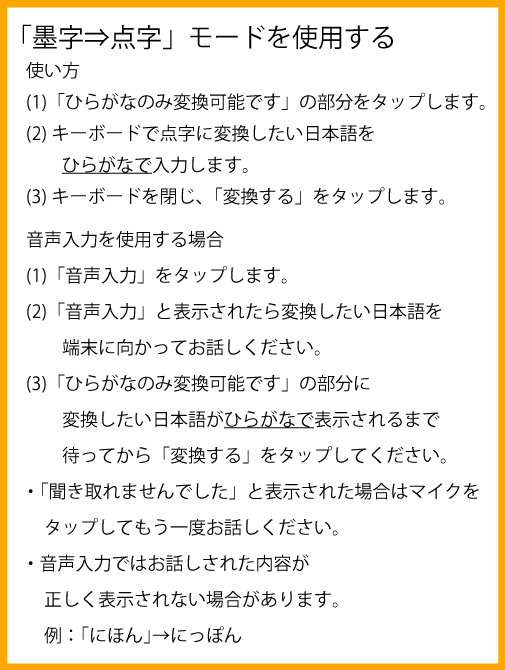 「墨字⇒点字」モードを使用する
使い方
(1)「ひらがなのみ変換可能です」の部分をタップします。
(2) キーボードで点字に変換したい日本語を
ひらがなで入力します。
(3) キーボードを閉じ、「変換する」をタップします。
音声入力を使用する場合
(1)「音声入力」をタップします。
(2)「音声入力」と表示されたら変換したい日本語を
端末に向かってお話しください。
(3)「ひらがなのみ変換可能です」の部分に
変換したい日本語がひらがなで表示されるまで
待ってから「変換する」をタップしてください。
・「聞き取れませんでした」と表示された場合はマイクを
タップしてもう一度お話しください。
・音声入力ではお話しされた内容が
正しく表示されない場合があります。
例：「にほん」→にっぽん